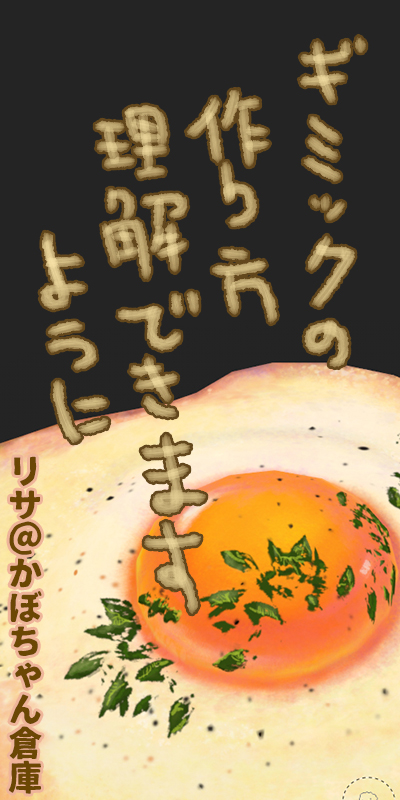 ギミックの
作り方
理解できます
ように
リサ@かぼちゃん倉庫